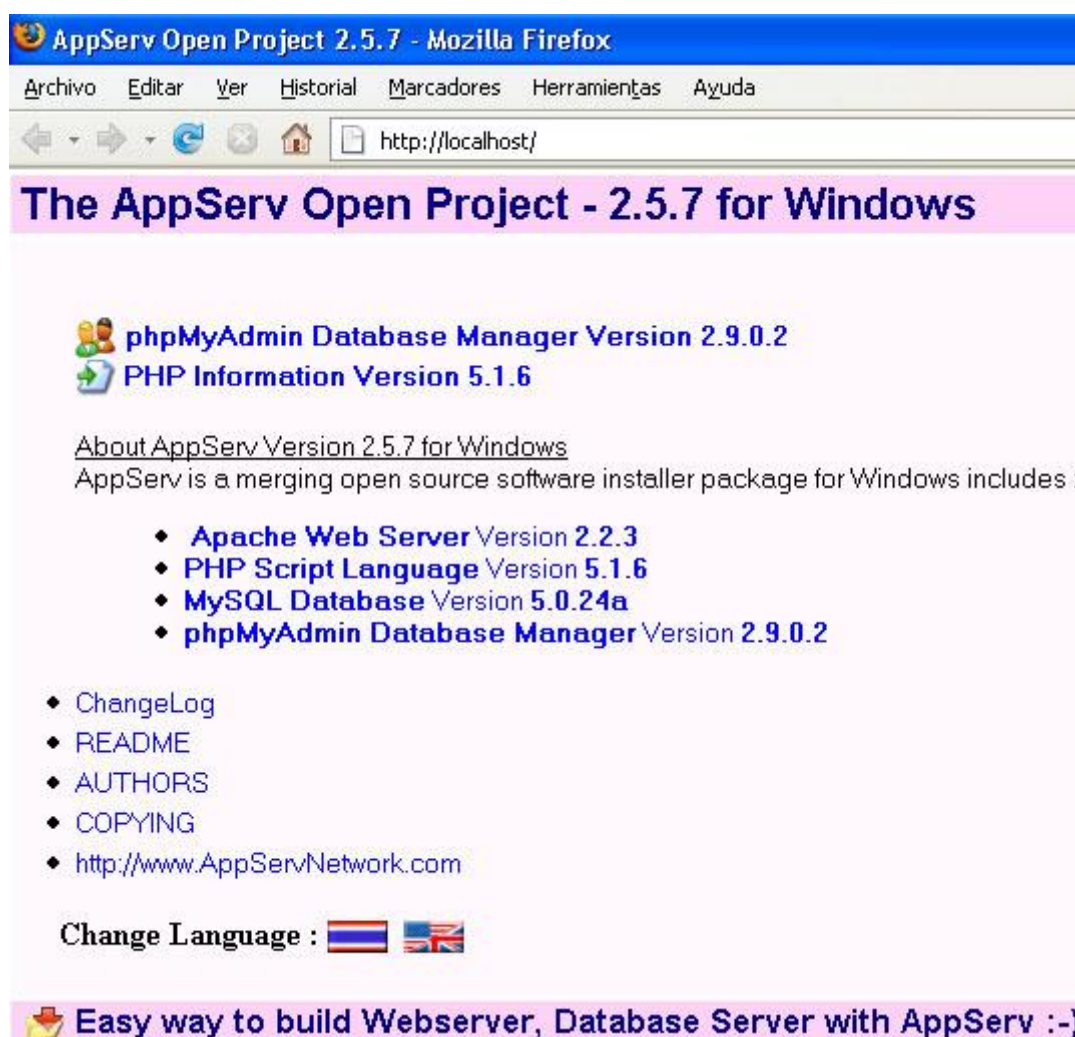 AppServ Open Project 2.5.7 - Mozilla Firefox
Archivo Editar Ver Historial Marcadores Herramientas Ayuda
http://localhost/
The AppServ Open Project - 2.5.7 for Windows
phpMyAdmin Database Manager Version 2.9.0.2
PHP Information Version 5.1.6
About AppServ Version 2.5.7 for Windows
AppServ is a merging open source software installer package for Windows includes :
Apache Web Server Version 2.2.3
PHP Script Language Version 5.1.6
MySQL Database Version 5.0.24a
phpMyAdmin Database Manager Version 2.9.0.2
ChangeLog
README
AUTHORS
COPYING
http://www.AppServNetwork.com
Change Language :
Easy way to build Webserver, Database Server with AppServ :-)